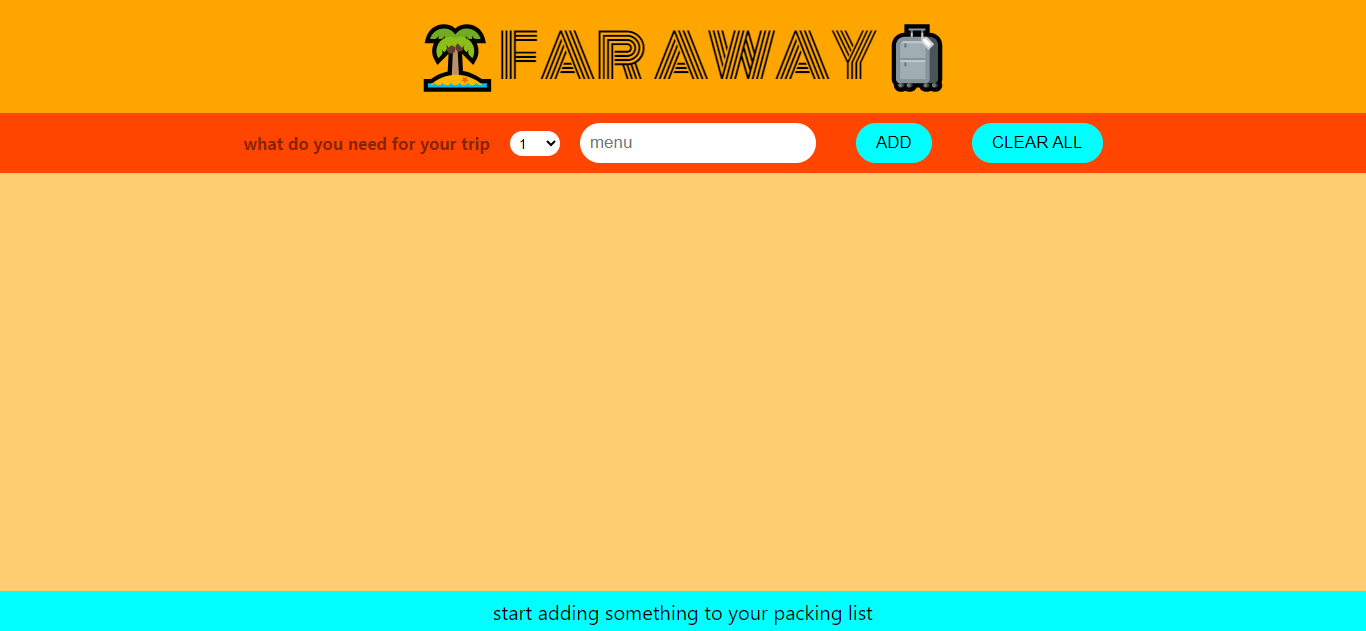 🌴FARAWAY🧳
what do you need for your trip 1 menu ADD CLEAR ALL
start adding something to your packing list